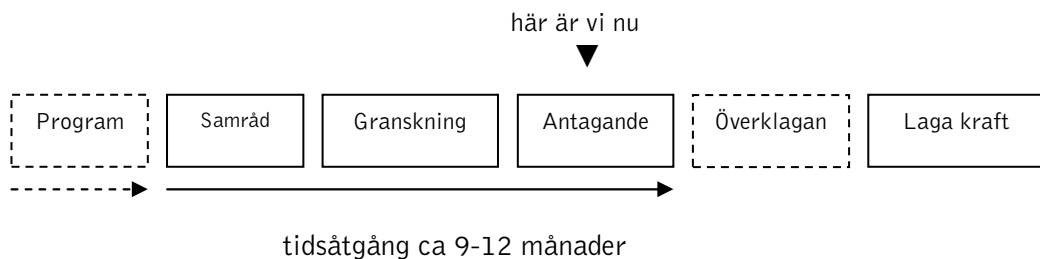 här är vi nu
Program Samråd Granskning Antagande Överklagan Laga kraft
tidsåtgång ca 9-12 månader